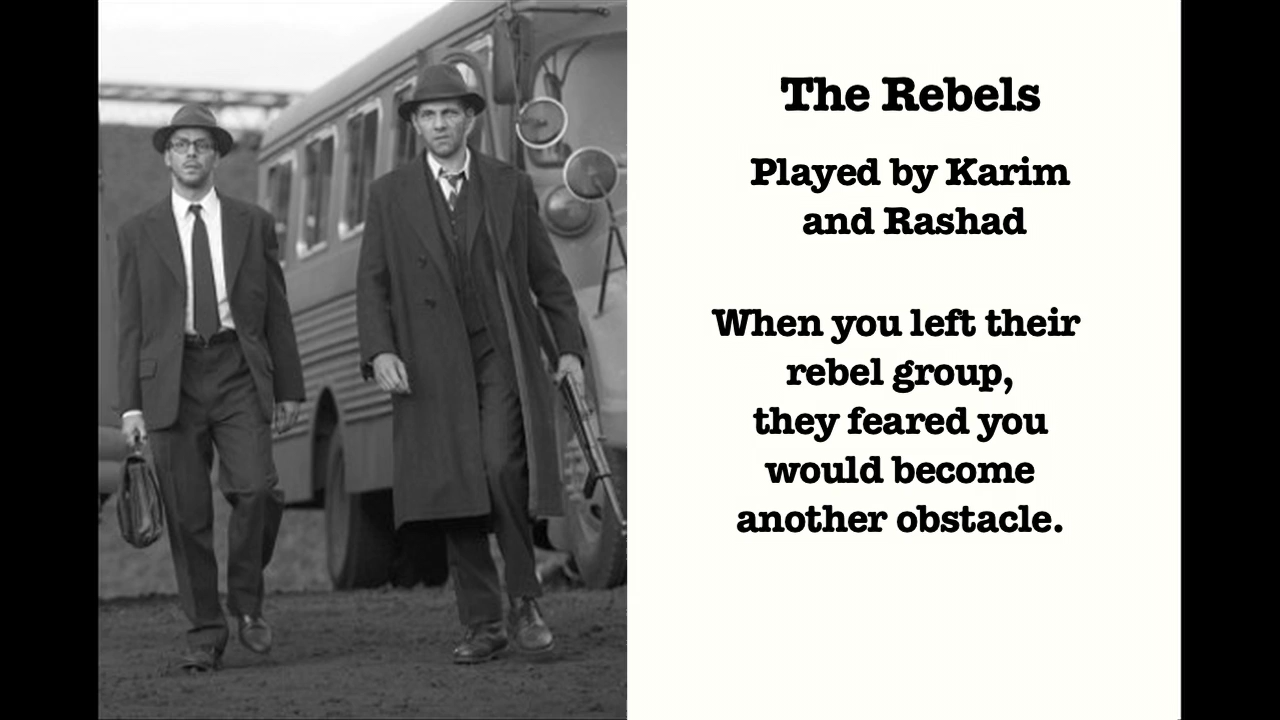 The Rebels
Played by Karim
and Rashad
When you left their
rebel group,
they feared you
would become
another obstacle.